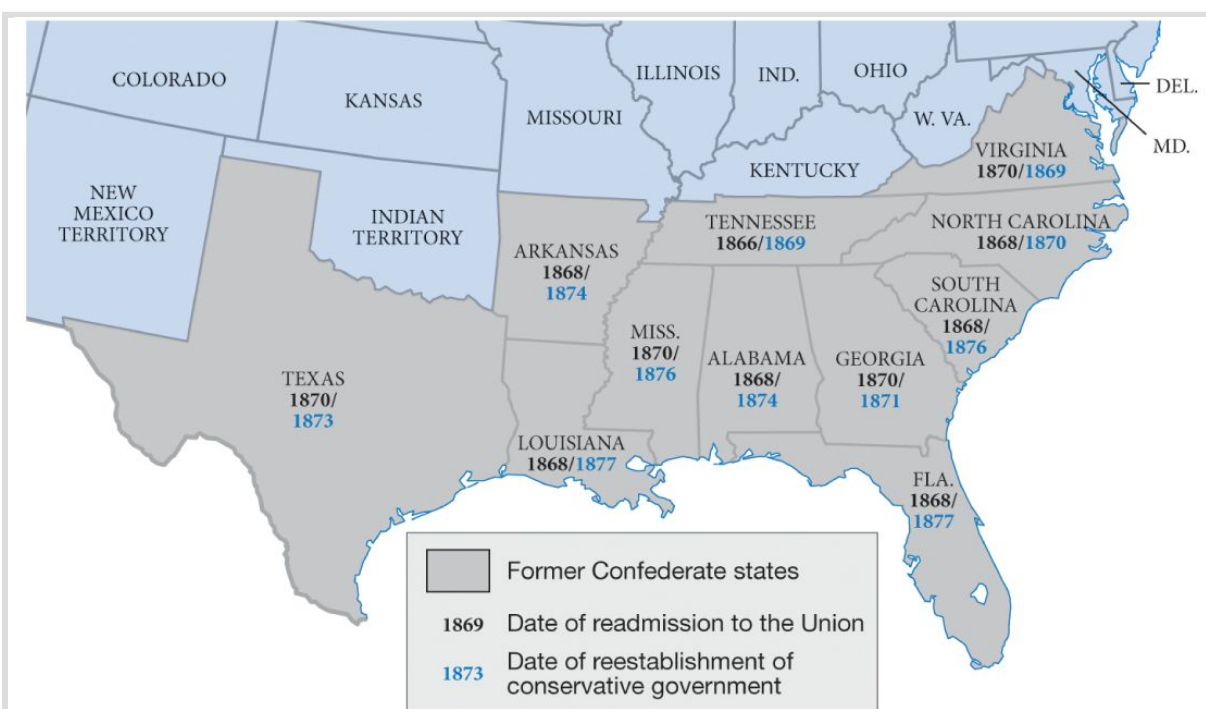 COLORADO
KANSAS
MISSOURI
ILLINOIS
IND.
OHIO
W. VA.
DEL.
MD.
KENTUCKY
VIRGINIA
1870/1869
NEW
MEXICO
TERRITORY
INDIAN
TERRITORY
ARKANSAS
1868/
1874
TENNESSEE
1866/1869
NORTH CAROLINA
1868/1870
SOUTH
CAROLINA
1868/
1876
MISS.
1870/
1876
ALABAMA
1868/
1874
GEORGIA
1870/
1871
TEXAS
1870/
1873
LOUISIANA
1868/1877
FLA.
1868/
1877
Former Confederate states
1869 Date of readmission to the Union
1873 Date of reestablishment of
conservative government